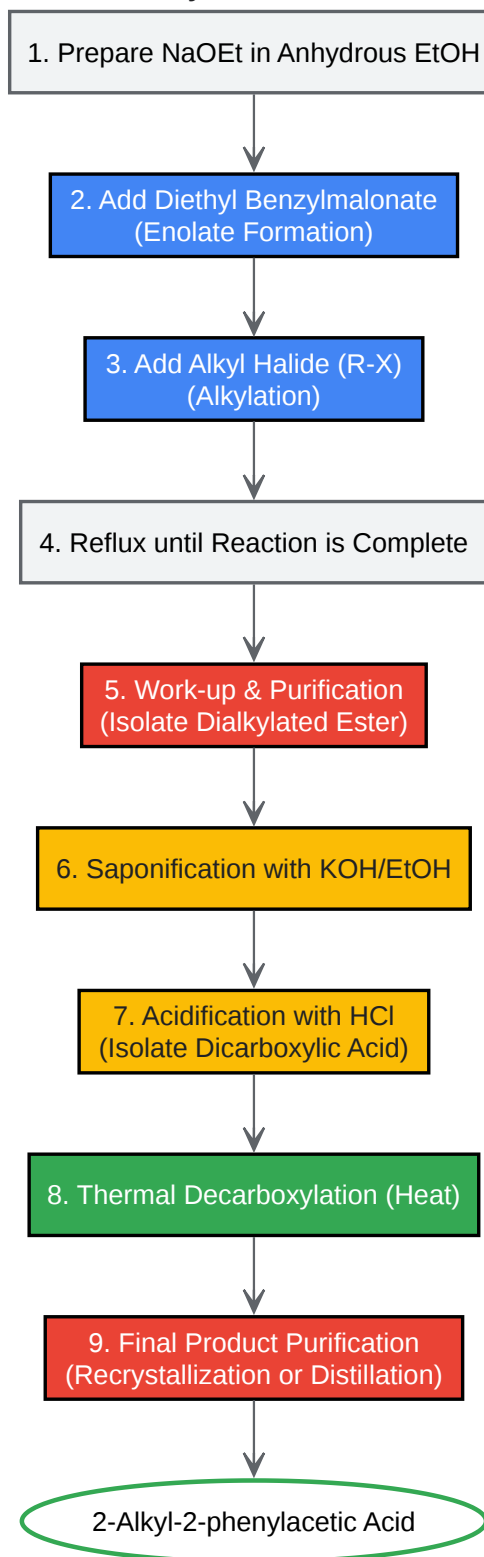 1. Prepare NaOEt in Anhydrous EtOH
2. Add Diethyl Benzylmalonate
(Enolate Formation)
3. Add Alkyl Halide (R-X)
(Alkylation)
4. Reflux until Reaction is Complete
5. Work-up & Purification
(Isolate Dialkylated Ester)
6. Saponification with KOH/EtOH
7. Acidification with HCl
(Isolate Dicarboxylic Acid)
8. Thermal Decarboxylation (Heat)
9. Final Product Purification
(Recrystallization or Distillation)
2-Alkyl-2-phenylacetic Acid